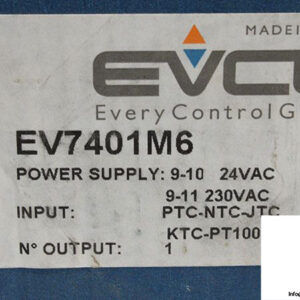 MADE IN
EVCO
Every Control G
EV7401M6
POWER SUPPLY: 9-10 24VAC
9-11 230VAC
INPUT: PTC-NTC-JTC
KTC-PT100
N° OUTPUT: 1